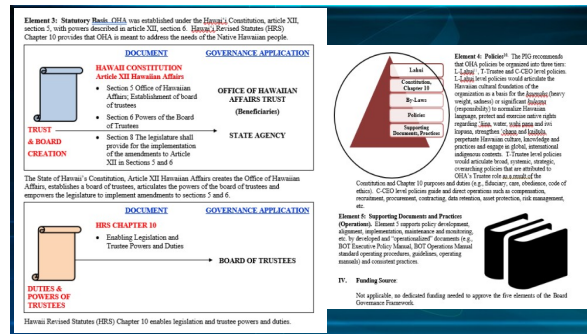 Element 3: Statutory Basis. OHA was established under the Hawai'i's Constitution, article XII,
section 5, with powers described in article XII, section 6. Hawai'i's Revised Statutes (HRS)
Chapter 10 provides that OHA is meant to address the needs of the Native Hawaiian people.
DOCUMENT
GOVERNANCE APPLICATION
HAWAII CONSTITUTION
Article XII Hawaiian Affairs
• Section 5 Office of Hawaiian
Affairs; Establishment of board
of trustees
• Section 6 Powers of the Board
of Trustees
• Section 8 The legislature shall
provide for the implementation
of the amendments to Article
XII in Sections 5 and 6
TRUST
& BOARD
CREATION
OFFICE OF HAWAIIAN
AFFAIRS TRUST
(Beneficiaries)
STATE AGENCY
The State of Hawaii's Constitution, Article XII Hawaiian Affairs creates the Office of Hawaiian
Affairs, establishes a board of trustees, articulates the powers of the board of trustees and
empowers the legislature to implement amendments to sections 5 and 6.
DOCUMENT
GOVERNANCE APPLICATION
HRS CHAPTER 10
• Enabling Legislation and
Trustee Powers and Duties
BOARD OF TRUSTEES
DUTIES &
POWERS OF
TRUSTEES
Hawaii Revised Statutes (HRS) Chapter 10 enables legislation and trustee powers and duties.
Lahui
Constitution,
Chapter 10
By-Laws
Policies
Supporting
Documents, Practices
Element 4: Policies: The PIG recommends
that OHA policies be organized into three tiers:
L-Lahui, T-Trustee and C-CEO level policies.
L-Lahui level policies would articulate the
Hawaiian cultural foundation of the
organization as a basis for the kaumaha (heavy
weight, sadness) or significant kuleana
(responsibility) to normalize Hawaiian
language, protect and exercise native rights
regarding 'āina, water, wahi pana and iwi
kupuna, strengthen 'ohana and kaiāulu,
perpetuate Hawaiian culture, knowledge and
practices and engage in global, international
indigenous contexts. T-Trustee level policies
would articulate broad, systemic, strategic,
overarching policies that are attributed to
OHA's Trustee role as a result of the
Constitution and Chapter 10 purposes and duties (e.g., fiduciary, care, obedience, code of
ethics). C-CEO level policies guide and direct operations such as compensation,
recruitment, procurement, contracting, data retention, asset protection, risk management,
etc.
Element 5: Supporting Documents and Practices
(Operations). Element 5 supports policy development,
alignment, implementation, maintenance and monitoring,
etc. by developed and "operationalized" documents (e.g.,
BOT Executive Policy Manual, BOT Operations Manual
standard operating procedures, guidelines, operating
manuals) and consistent practices.
IV. Funding Source:
Not applicable, no dedicated funding needed to approve the five elements of the Board
Governance Framework.